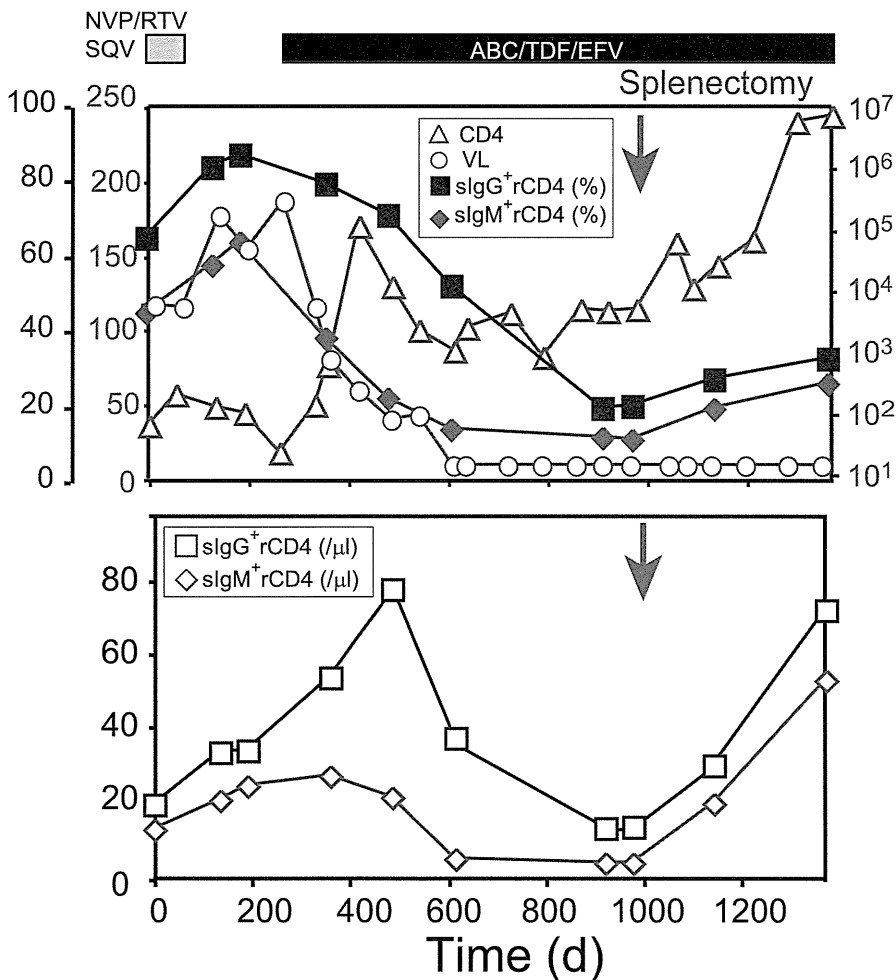 NVP/RTV
SQV
ABC/TDF/EFV
Splenectomy
100
80
60
40
20
0
250
200
150
100
50
0
10⁷
10⁶
10⁵
10⁴
10³
10²
10¹
CD4
VL
sIgG⁺rCD4 (%)
sIgM⁺rCD4 (%)
sIgG⁺rCD4 (/µl)
sIgM⁺rCD4 (/µl)
80
60
40
20
0
0 200 400 600 800 1000 1200
Time (d)